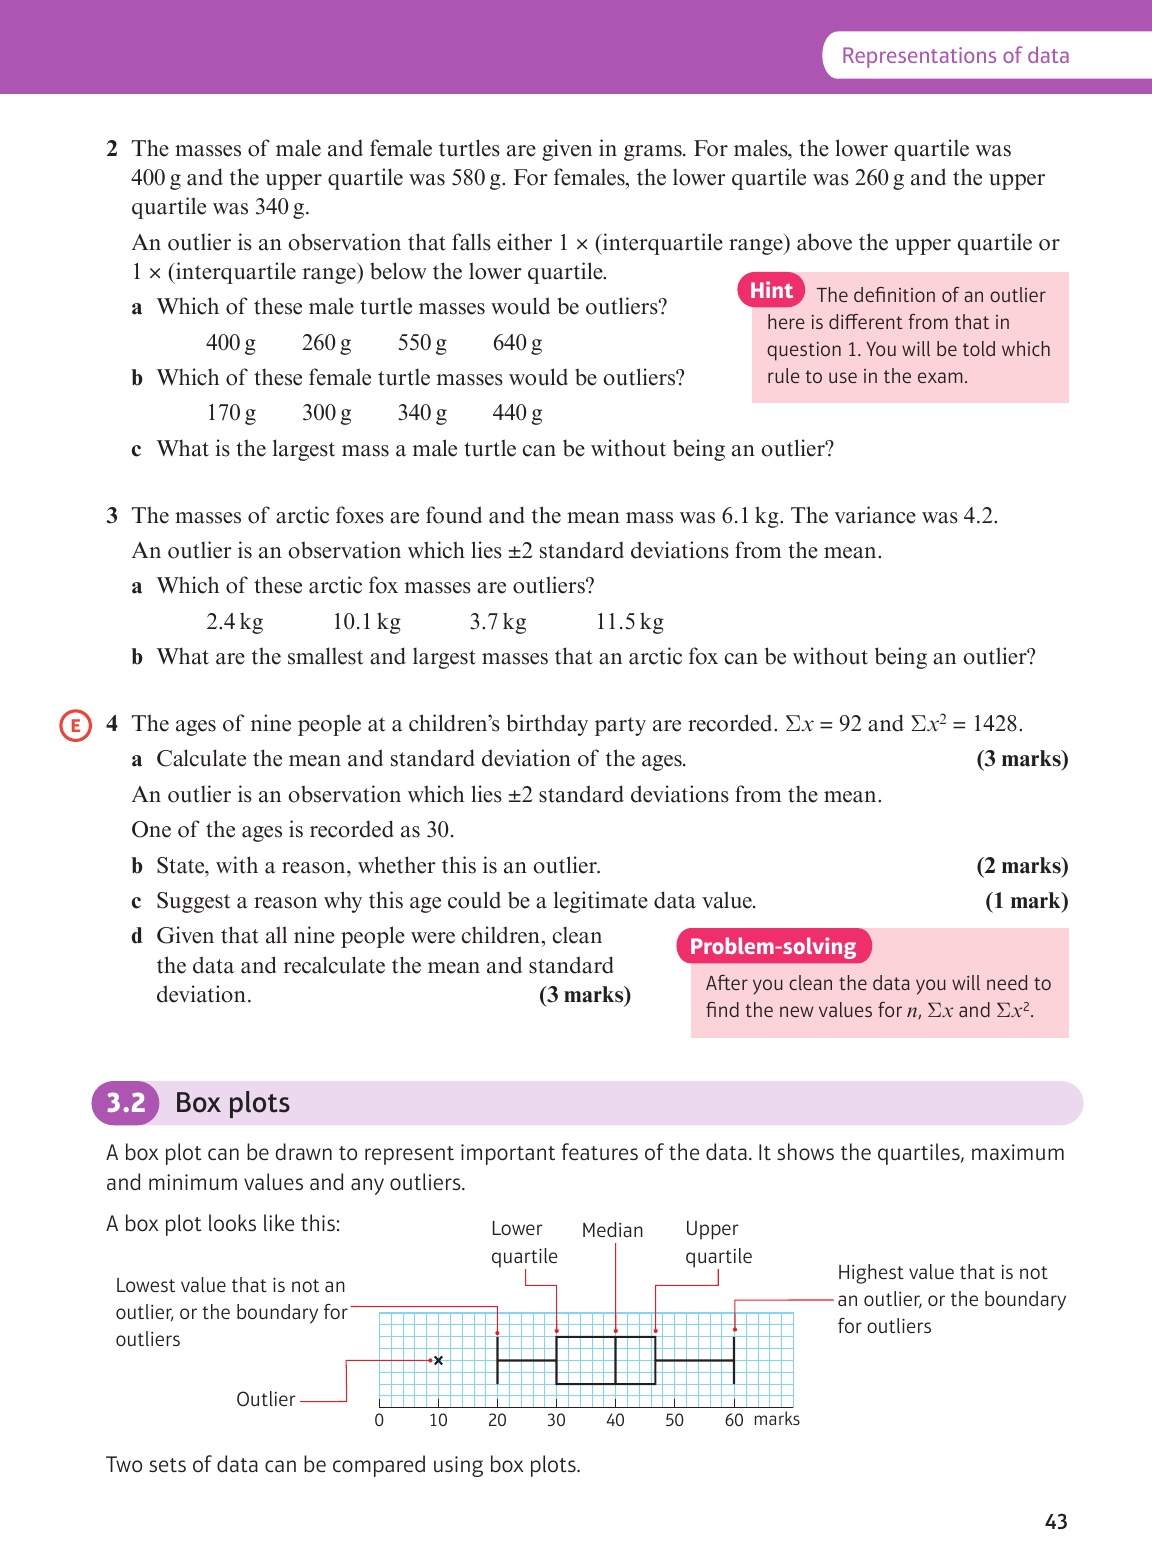 Representations of data
2 The masses of male and female turtles are given in grams. For males, the lower quartile was
400 g and the upper quartile was 580 g. For females, the lower quartile was 260 g and the upper
quartile was 340 g.
An outlier is an observation that falls either 1 × (interquartile range) above the upper quartile or
1 × (interquartile range) below the lower quartile.
a Which of these male turtle masses would be outliers?
400 g 260 g 550 g 640 g
b Which of these female turtle masses would be outliers?
170 g 300 g 340 g 440 g
c What is the largest mass a male turtle can be without being an outlier?
Hint The definition of an outlier
here is different from that in
question 1. You will be told which
rule to use in the exam.
3 The masses of arctic foxes are found and the mean mass was 6.1 kg. The variance was 4.2.
An outlier is an observation which lies ±2 standard deviations from the mean.
a Which of these arctic fox masses are outliers?
2.4 kg 10.1 kg 3.7 kg 11.5 kg
b What are the smallest and largest masses that an arctic fox can be without being an outlier?
E 4 The ages of nine people at a children's birthday party are recorded. Σx = 92 and Σx² = 1428.
a Calculate the mean and standard deviation of the ages. (3 marks)
An outlier is an observation which lies ±2 standard deviations from the mean.
One of the ages is recorded as 30.
b State, with a reason, whether this is an outlier. (2 marks)
c Suggest a reason why this age could be a legitimate data value. (1 mark)
d Given that all nine people were children, clean
the data and recalculate the mean and standard
deviation. (3 marks)
Problem-solving
After you clean the data you will need to
find the new values for n, Σx and Σx².
3.2 Box plots
A box plot can be drawn to represent important features of the data. It shows the quartiles, maximum
and minimum values and any outliers.
A box plot looks like this:
Lower
quartile
Median
Upper
quartile
Lowest value that is not an
outlier, or the boundary for
outliers
Highest value that is not
an outlier, or the boundary
for outliers
Outlier
0 10 20 30 40 50 60 marks
Two sets of data can be compared using box plots.
43